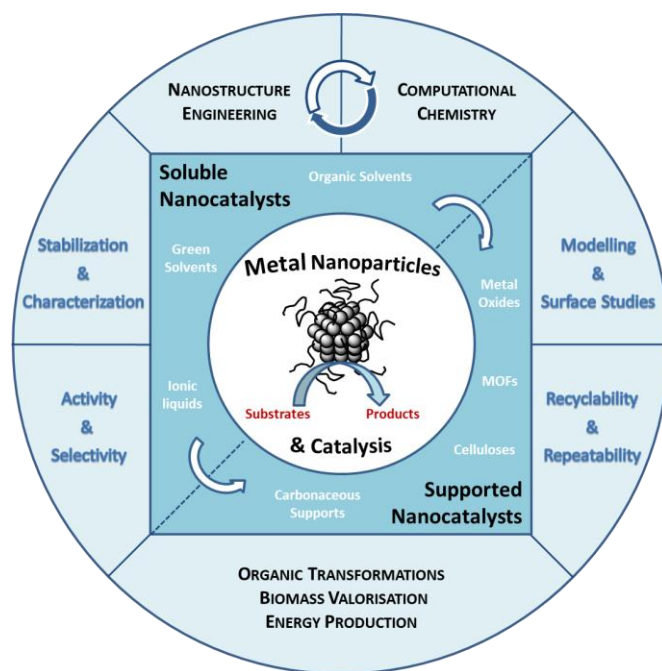 NANOSTRUCTURE
ENGINEERING
COMPUTATIONAL
CHEMISTRY
Soluble
Nanocatalysts
Organic Solvents
Stabilization
&
Characterization
Green
Solvents
Metal Nanoparticles
Metal
Oxides
Modelling
&
Surface Studies
Activity
&
Selectivity
Ionic
liquids
Substrates
Products
MOFs
Recyclability
&
Repeatability
& Catalysis
Celluloses
Carbonaceous
Supports
Supported
Nanocatalysts
ORGANIC TRANSFORMATIONS
BIOMASS VALORISATION
ENERGY PRODUCTION